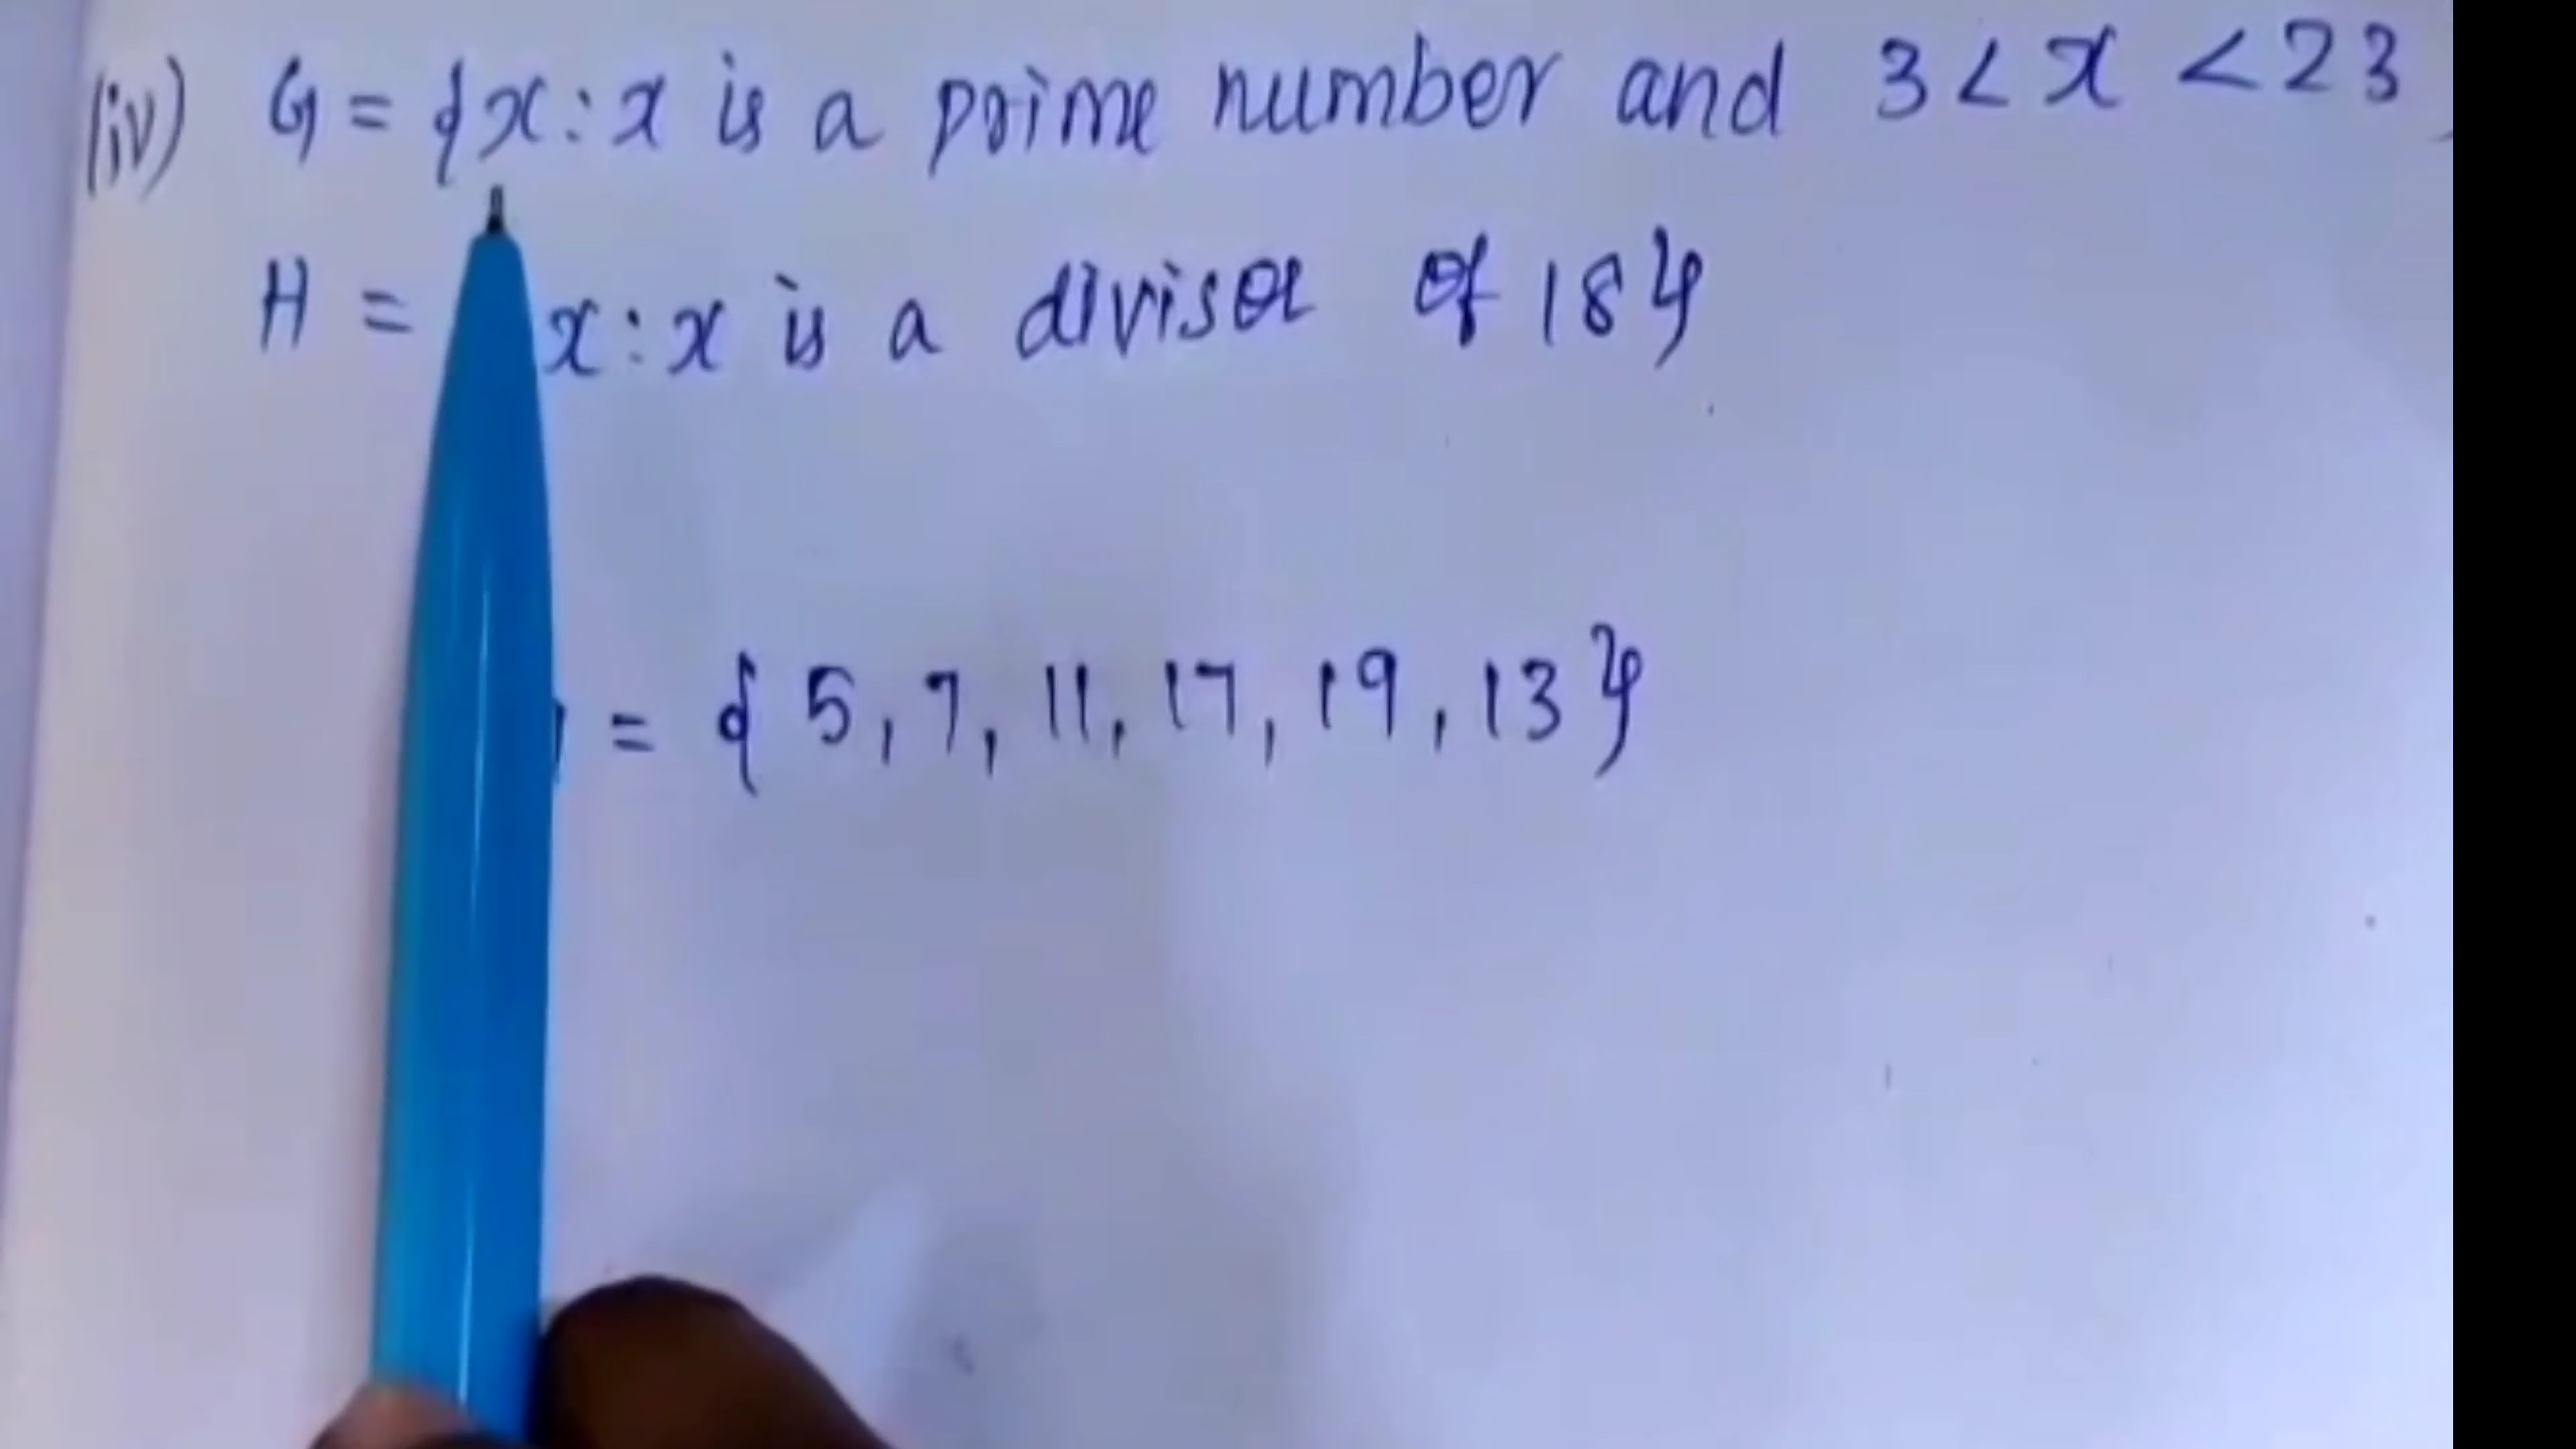 (iv) G = {x : x is a prime number and 3 < x < 23
H = x : x is a divisor of 18}
= { 5, 7, 11, 17, 19, 13 }